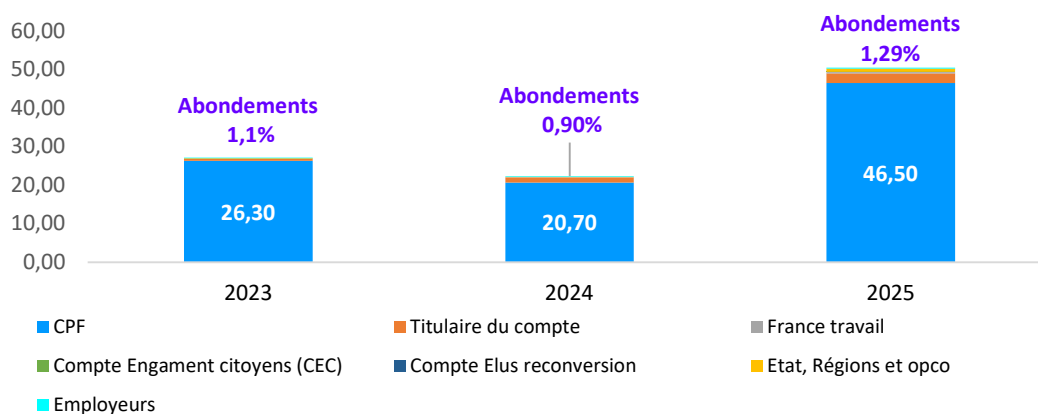 60,00
50,00
40,00
30,00
20,00
10,00
0,00
Abondements
1,1%
Abondements
0,90%
Abondements
1,29%
26,30
20,70
46,50
2023
2024
2025
CPF
Titulaire du compte
France travail
Compte Engament citoyens (CEC)
Compte Elus reconversion
Etat, Régions et opco
Employeurs